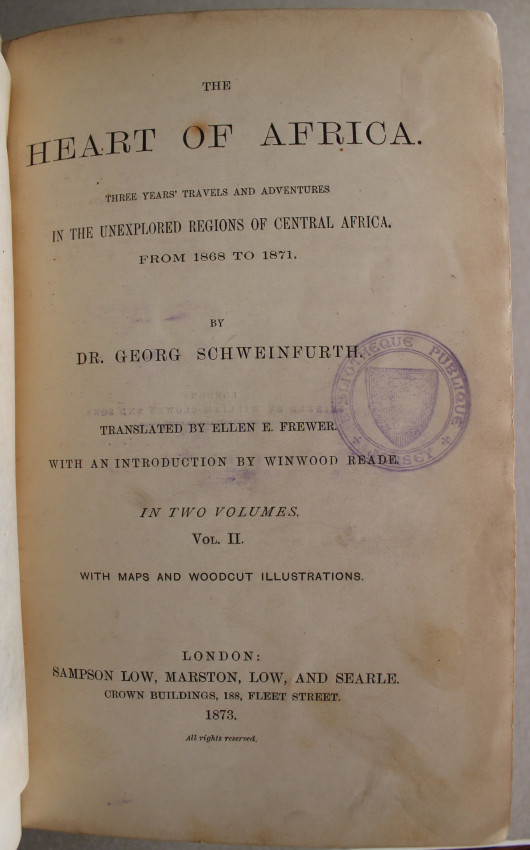 THE
HEART OF AFRICA.
THREE YEARS' TRAVELS AND ADVENTURES
IN THE UNEXPLORED REGIONS OF CENTRAL AFRICA.
FROM 1868 TO 1871.
BY
DR. GEORG SCHWEINFURTH.
BIBLIOTHÈQUE PUBLIQUE
TRANSLATED BY ELLEN E. FREWER.
WITH AN INTRODUCTION BY WINWOOD READE.
IN TWO VOLUMES.
VOL. II.
WITH MAPS AND WOODCUT ILLUSTRATIONS.
LONDON:
SAMPSON LOW, MARSTON, LOW, AND SEARLE.
CROWN BUILDINGS, 188, FLEET STREET.
1873.
All rights reserved.